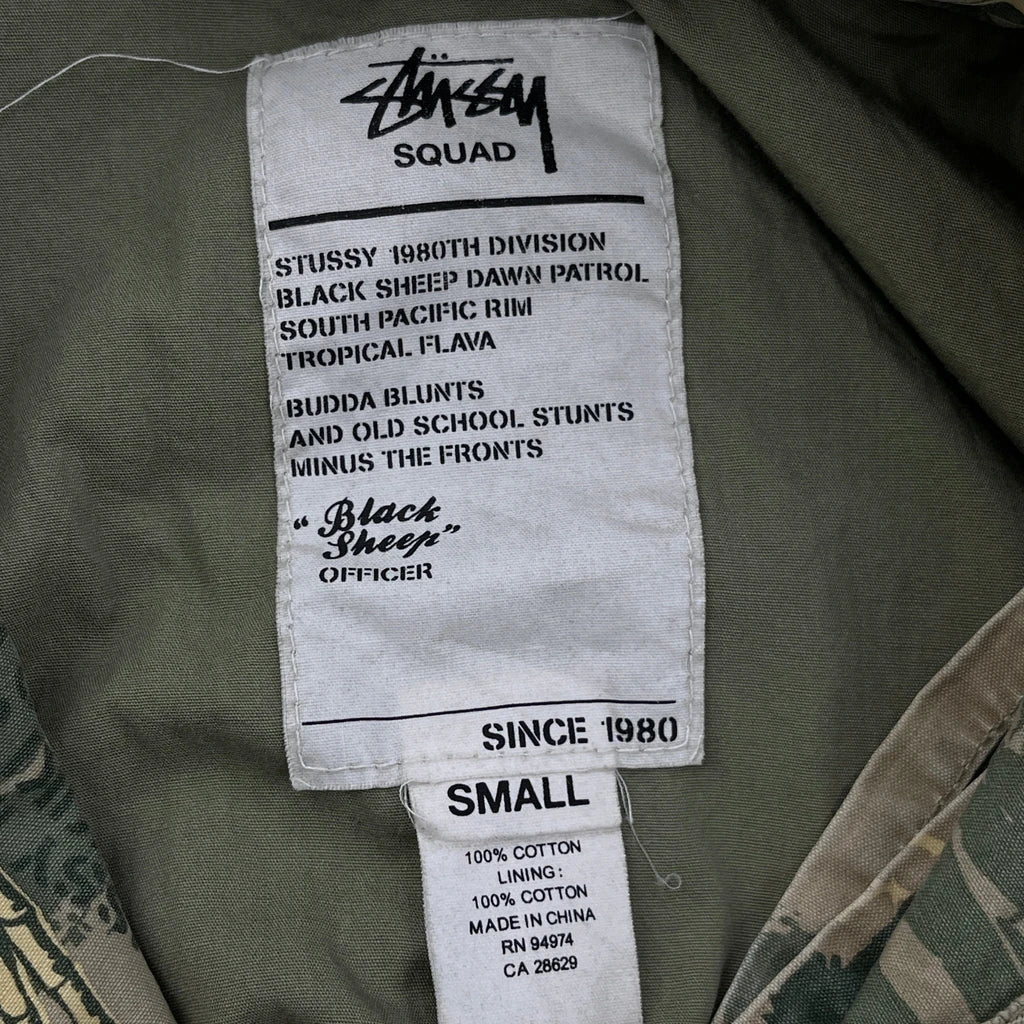 Stüssy
SQUAD
STUSSY 1980TH DIVISION
BLACK SHEEP DAWN PATROL
SOUTH PACIFIC RIM
TROPICAL FLAVA
BUDDA BLUNTS
AND OLD SCHOOL STUNTS
MINUS THE FRONTS
"Black
Sheep"
OFFICER
SINCE 1980
SMALL
100% COTTON
LINING:
100% COTTON
MADE IN CHINA
RN 94974
CA 28629